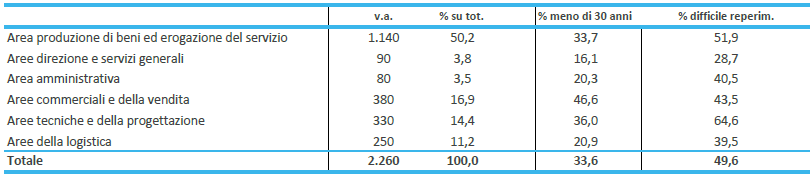 v.a. % su tot. % meno di 30 anni % difficile reperim.
Area produzione di beni ed erogazione del servizio 1.140 50,2 33,7 51,9
Aree direzione e servizi generali 90 3,8 16,1 28,7
Area amministrativa 80 3,5 20,3 40,5
Aree commerciali e della vendita 380 16,9 46,6 43,5
Aree tecniche e della progettazione 330 14,4 36,0 64,6
Aree della logistica 250 11,2 20,9 39,5
Totale 2.260 100,0 33,6 49,6